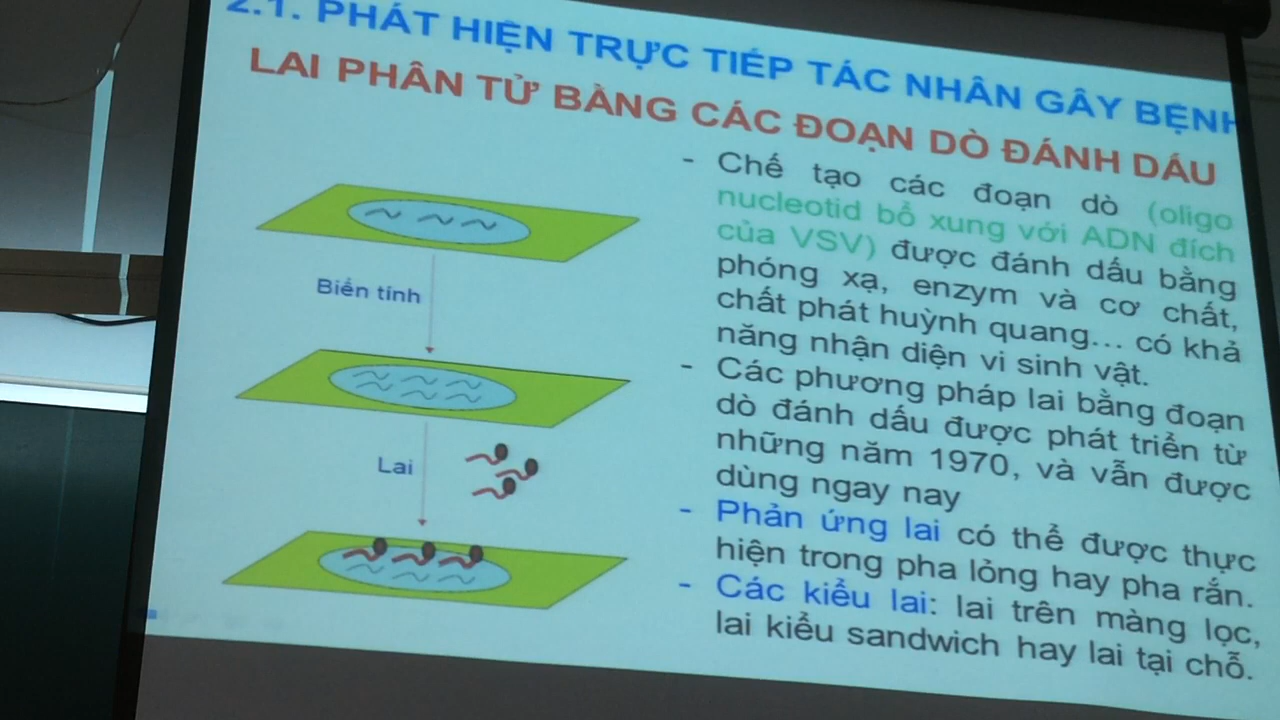 2.1. PHÁT HIỆN TRỰC TIẾP TÁC NHÂN GÂY BỆNH
LAI PHÂN TỬ BẰNG CÁC ĐOẠN DÒ ĐÁNH DẤU
Biến tính
Lai
- Chế tạo các đoạn dò (oligo
nucleotid bổ xung với ADN đích
của VSV) được đánh dấu bằng
phóng xạ, enzym và cơ chất,
chất phát huỳnh quang... có khả
năng nhận diện vi sinh vật.
- Các phương pháp lai bằng đoạn
dò đánh dấu được phát triển từ
những năm 1970, và vẫn được
dùng ngay nay
- Phản ứng lai có thể được thực
hiện trong pha lỏng hay pha rắn.
- Các kiểu lai: lai trên màng lọc,
lai kiểu sandwich hay lai tại chỗ.